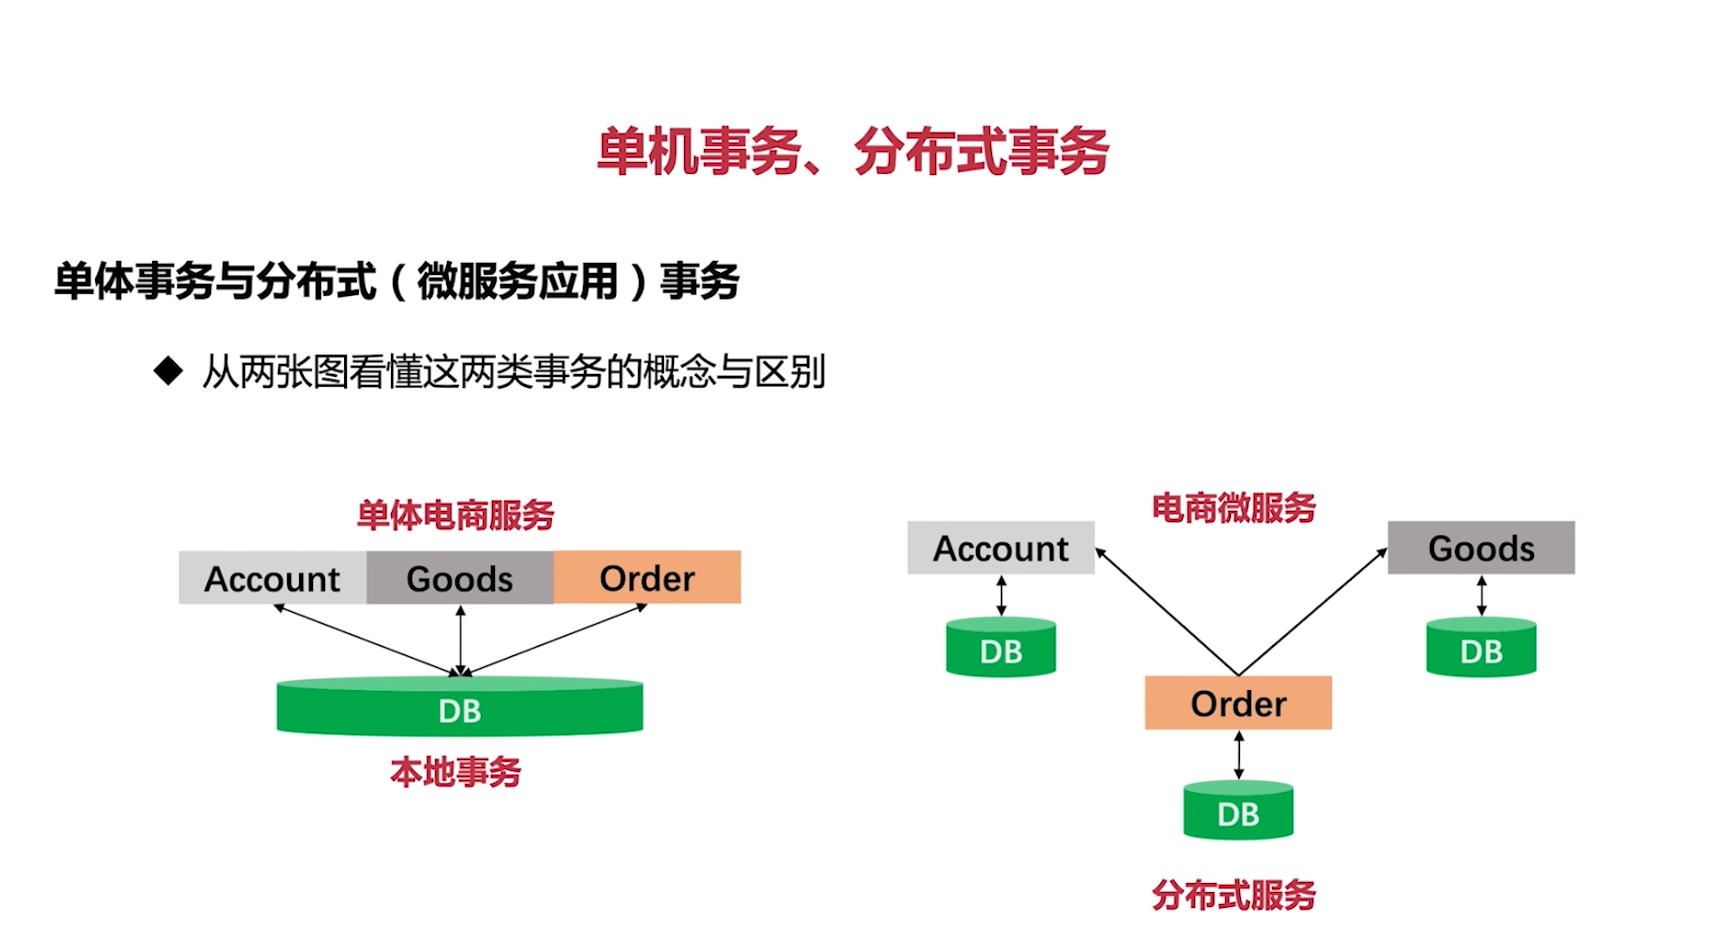 单机事务、分布式事务
单体事务与分布式（微服务应用）事务
从两张图看懂这两类事务的概念与区别
单体电商服务
Account Goods Order
DB
本地事务
电商微服务
Account Goods
DB DB
Order
DB
分布式服务